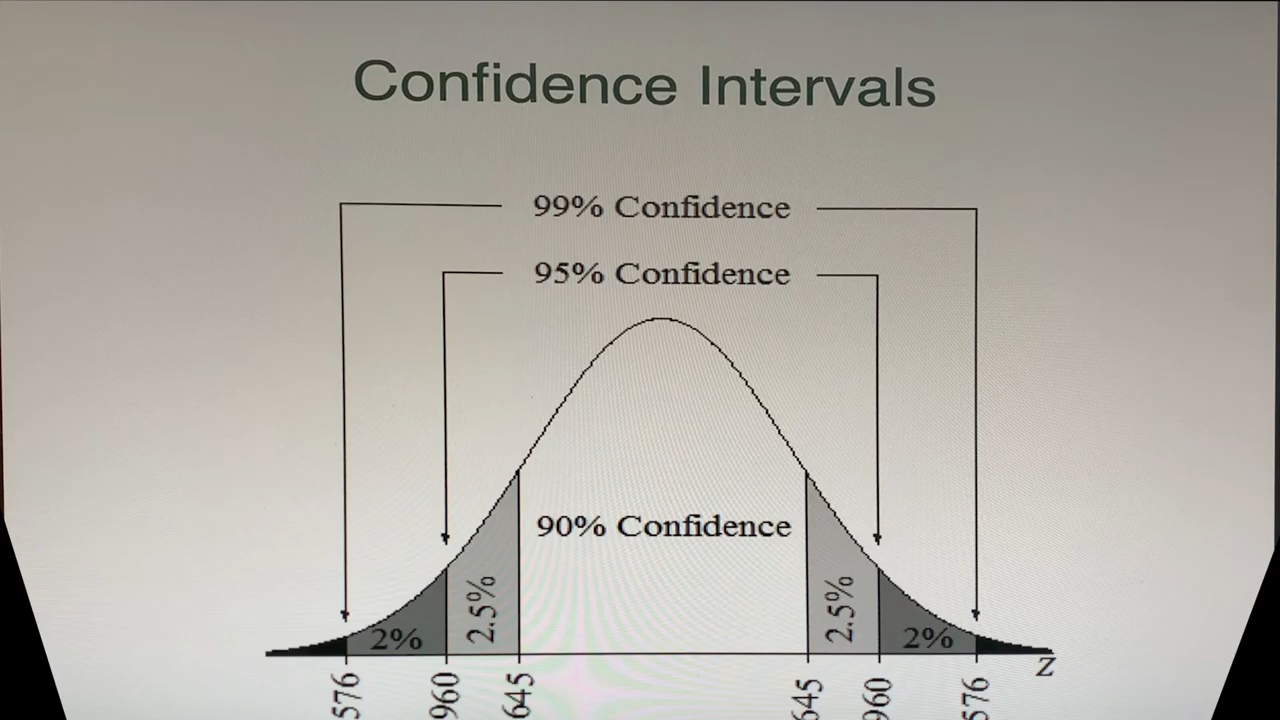 Confidence Intervals
99% Confidence
95% Confidence
90% Confidence
2%
2.5%
2.5%
2%
Z
576
960
645
645
960
576